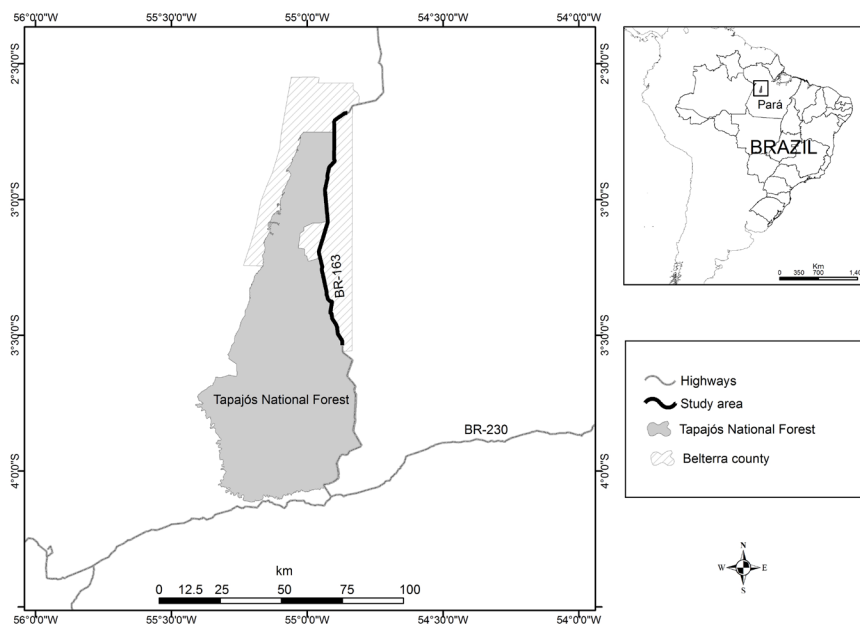 56°0'0"W
55°30'0"W
55°0'0"W
54°30'0"W
54°0'0"W
2°30'0"S
3°0'0"S
3°30'0"S
4°0'0"S
2°30'0"S
3°0'0"S
3°30'0"S
4°0'0"S
BR-163
Tapajós National Forest
BR-230
km
0 12.5 25 50 75 100
56°0'0"W
55°30'0"W
55°0'0"W
54°30'0"W
54°0'0"W
Pará
BRAZIL
Km
0 350 700 1,40
Highways
Study area
Tapajós National Forest
Belterra county
N
W E
S